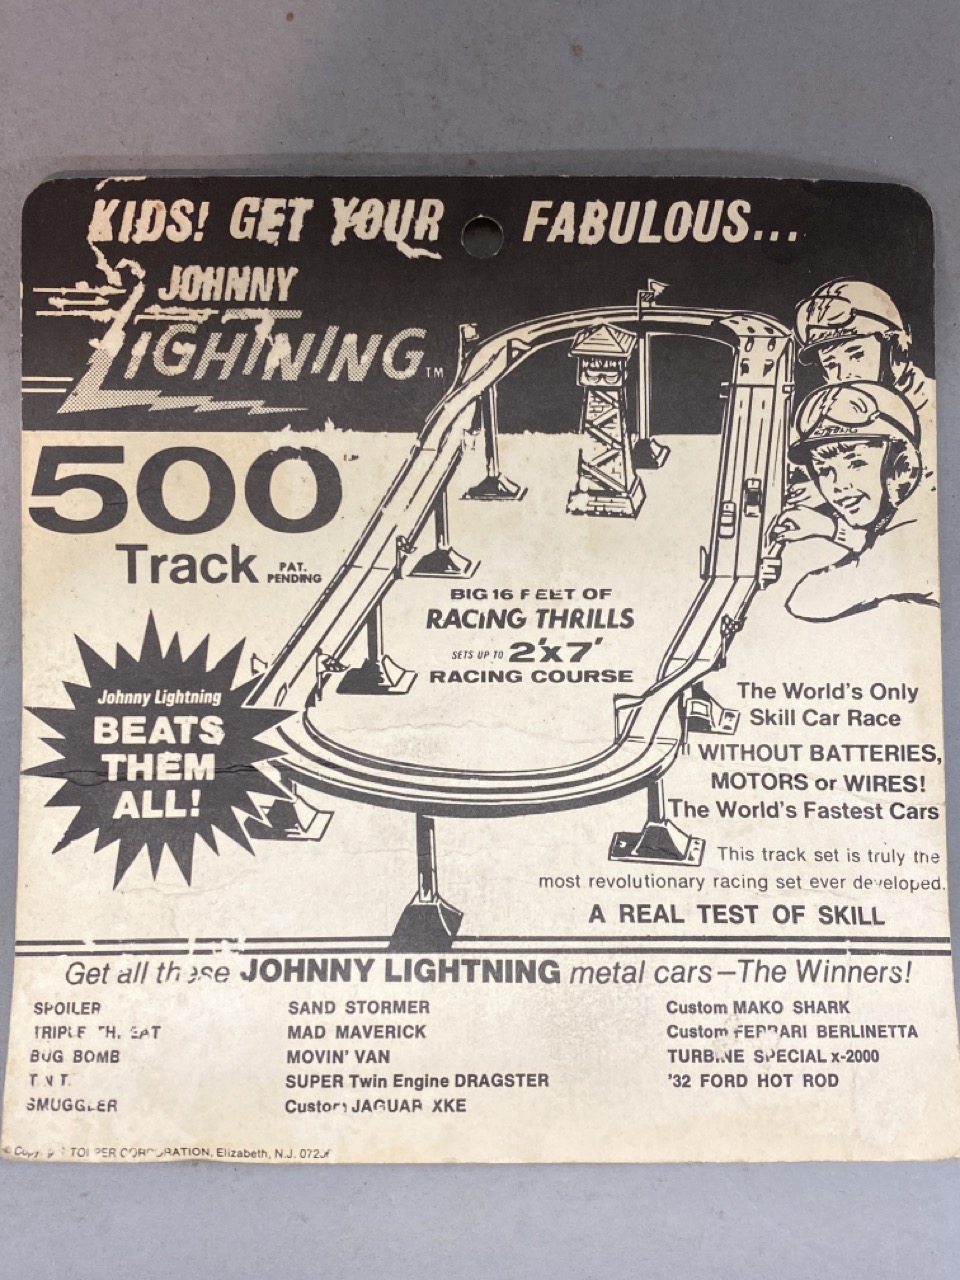 KIDS! GET YOUR FABULOUS...
JOHNNY
LIGHTNING TM
500
Track PAT. PENDING
BIG 16 FEET OF
RACING THRILLS
SETS UP TO 2'x7'
RACING COURSE
Johnny Lightning
BEATS
THEM
ALL!
The World's Only
Skill Car Race
WITHOUT BATTERIES,
MOTORS or WIRES!
The World's Fastest Cars
This track set is truly the
most revolutionary racing set ever developed.
A REAL TEST OF SKILL
Get all these JOHNNY LIGHTNING metal cars—The Winners!
SPOILER
TRIPLE THREAT
BUG BOMB
T.N.T.
SMUGGLER
SAND STORMER
MAD MAVERICK
MOVIN' VAN
SUPER Twin Engine DRAGSTER
Custom JAGUAR XKE
Custom MAKO SHARK
Custom FERRARI BERLINETTA
TURBINE SPECIAL x-2000
'32 FORD HOT ROD
TOPPER CORPORATION, Elizabeth, N.J.